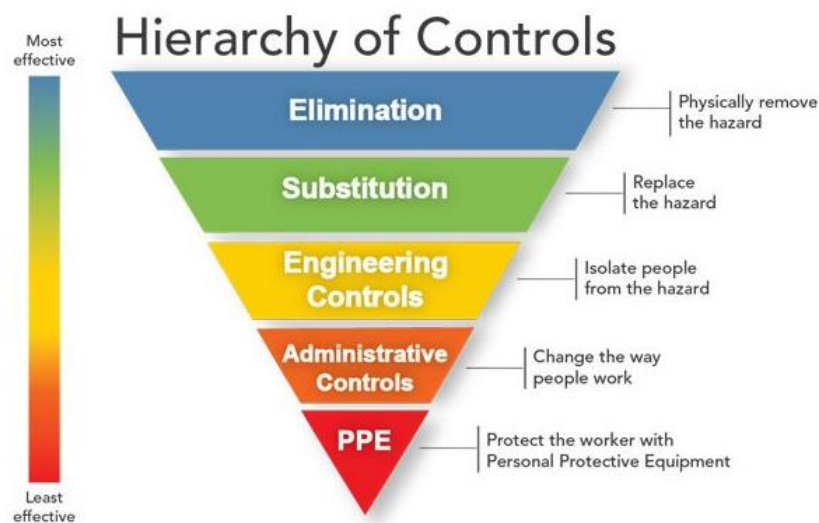 Hierarchy of Controls
Most
effective
Elimination
Physically remove
the hazard
Substitution
Replace
the hazard
Engineering
Controls
Isolate people
from the hazard
Administrative
Controls
Change the way
people work
PPE
Protect the worker with
Personal Protective Equipment
Least
effective